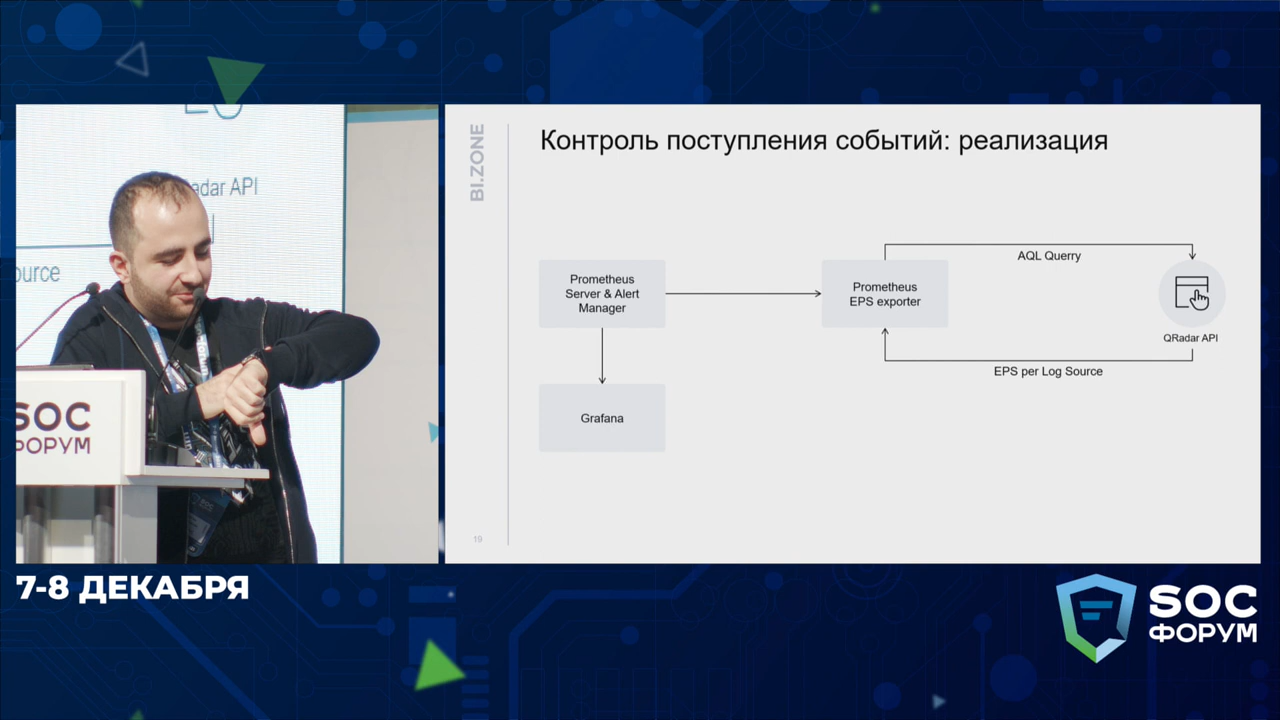 adar API
ource
SOC
ФОРУМ
BI.ZONE
Контроль поступления событий: реализация
Prometheus
Server & Alert
Manager
Prometheus
EPS exporter
AQL Querry
QRadar API
EPS per Log Source
Grafana
19
7-8 ДЕКАБРЯ
SOC
ФОРУМ